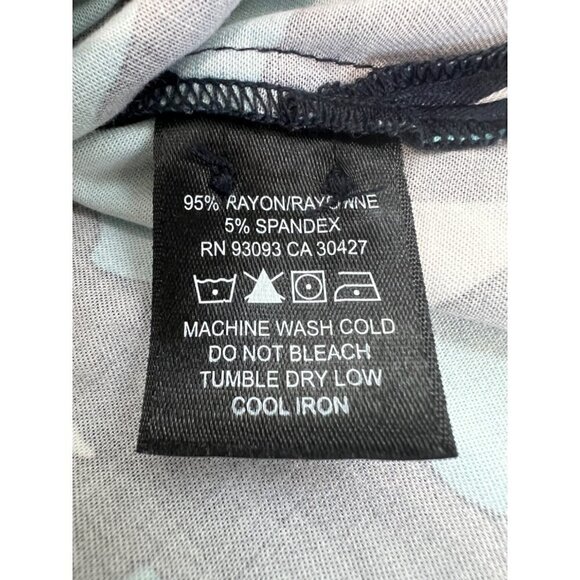 95% RAYON/RAYONNE
5% SPANDEX
RN 93093 CA 30427
MACHINE WASH COLD
DO NOT BLEACH
TUMBLE DRY LOW
COOL IRON